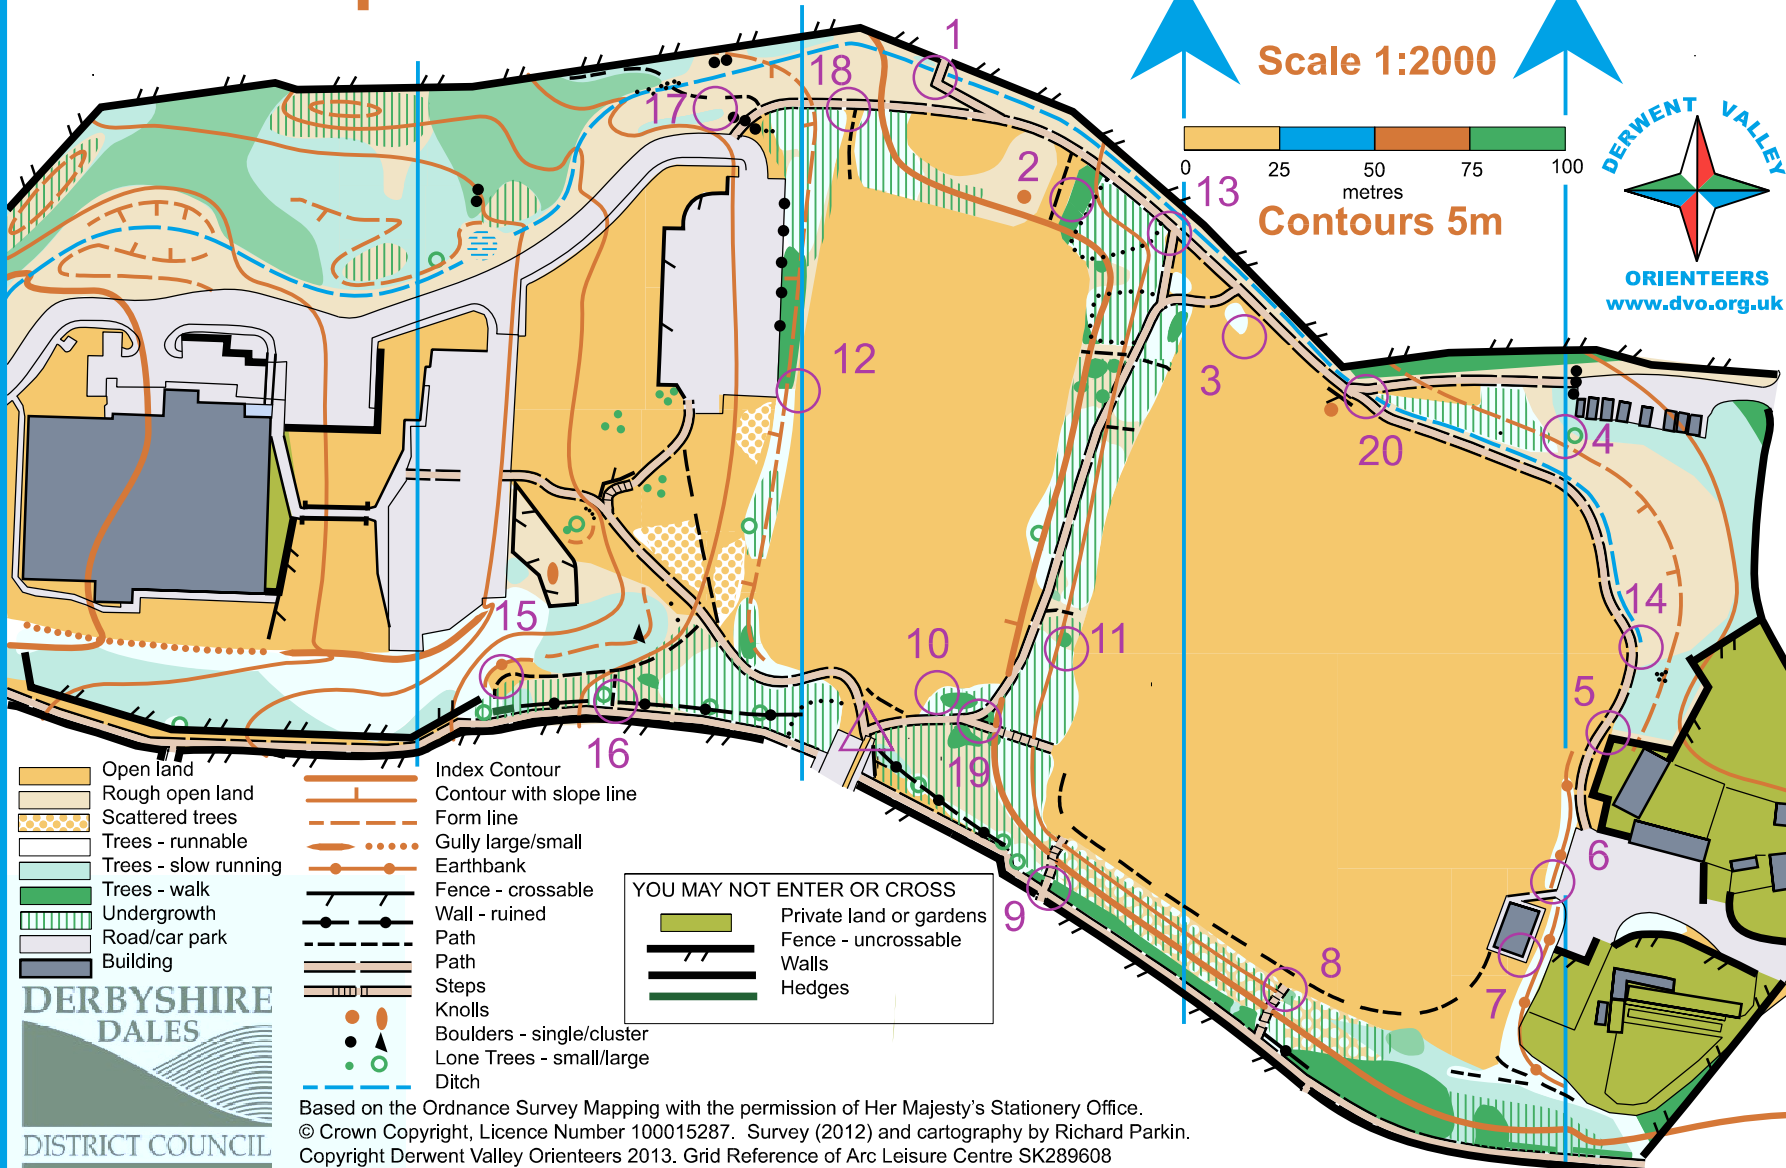 Scale 1:2000
0 25 50 75 100
metres
Contours 5m
DERWENT VALLEY
ORIENTEERS
www.dvo.org.uk
1
18
17
2
13
3
12
20
4
15
14
10
11
5
16
19
6
9
8
7
Open land
Rough open land
Scattered trees
Trees - runnable
Trees - slow running
Trees - walk
Undergrowth
Road/car park
Building
Index Contour
Contour with slope line
Form line
Gully large/small
Earthbank
Fence - crossable
Wall - ruined
Path
Path
Steps
Knolls
Boulders - single/cluster
Lone Trees - small/large
Ditch
YOU MAY NOT ENTER OR CROSS
Private land or gardens
Fence - uncrossable
Walls
Hedges
DERBYSHIRE
DALES
DISTRICT COUNCIL
Based on the Ordnance Survey Mapping with the permission of Her Majesty's Stationery Office.
© Crown Copyright, Licence Number 100015287. Survey (2012) and cartography by Richard Parkin.
Copyright Derwent Valley Orienteers 2013. Grid Reference of Arc Leisure Centre SK289608